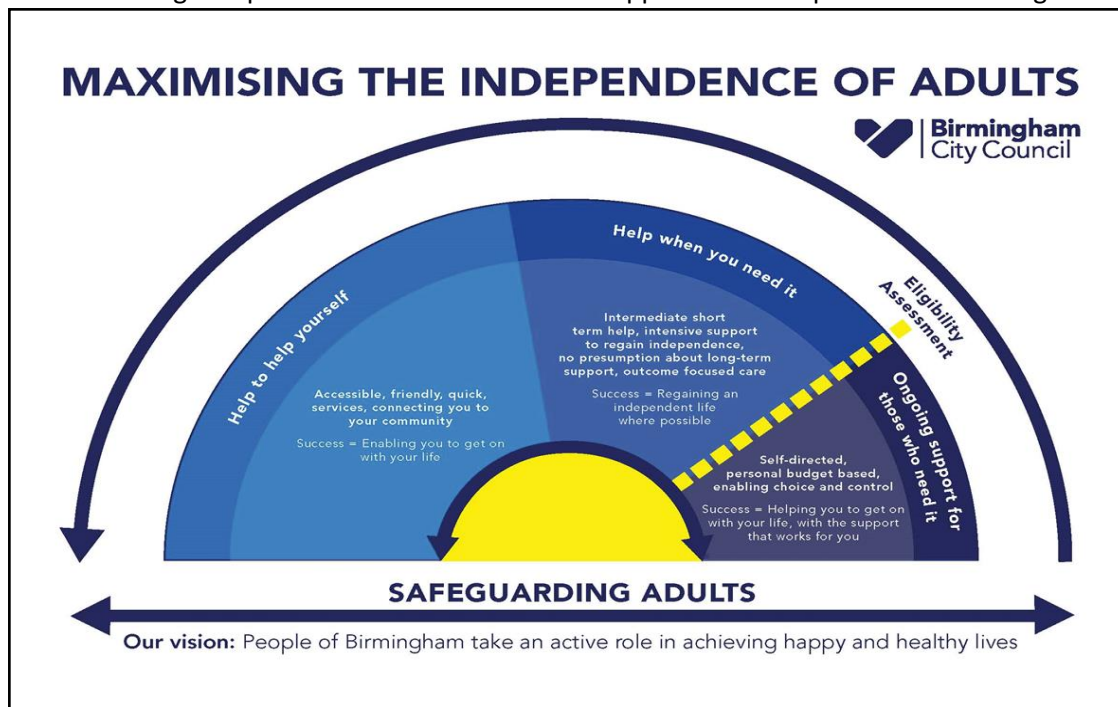 MAXIMISING THE INDEPENDENCE OF ADULTS
Birmingham
City Council
Help to help yourself
Accessible, friendly, quick,
services, connecting you to
your community
Success = Enabling you to get on
with your life
Help when you need it
Intermediate short
term help, intensive support
to regain independence,
no presumption about long-term
support, outcome focused care
Success = Regaining an
independent life
where possible
Eligibility
Assessment
Ongoing support for
those who need it
Self-directed,
personal budget based,
enabling choice and control
Success = Helping you to get on
with your life, with the support
that works for you
SAFEGUARDING ADULTS
Our vision: People of Birmingham take an active role in achieving happy and healthy lives